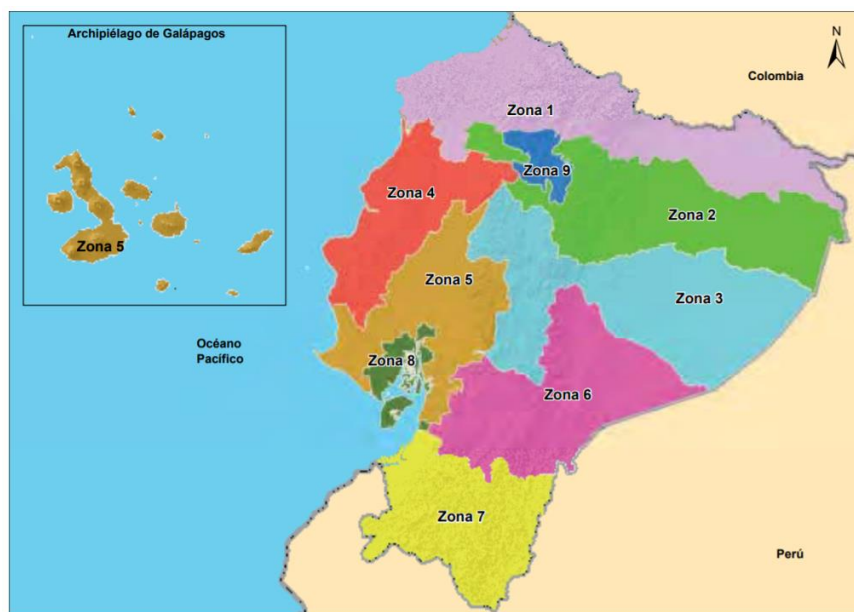 Archipiélago de Galápagos
N
Colombia
Zona 1
Zona 9
Zona 4
Zona 2
Zona 5
Zona 5
Zona 3
Océano
Pacífico
Zona 8
Zona 6
Zona 7
Perú